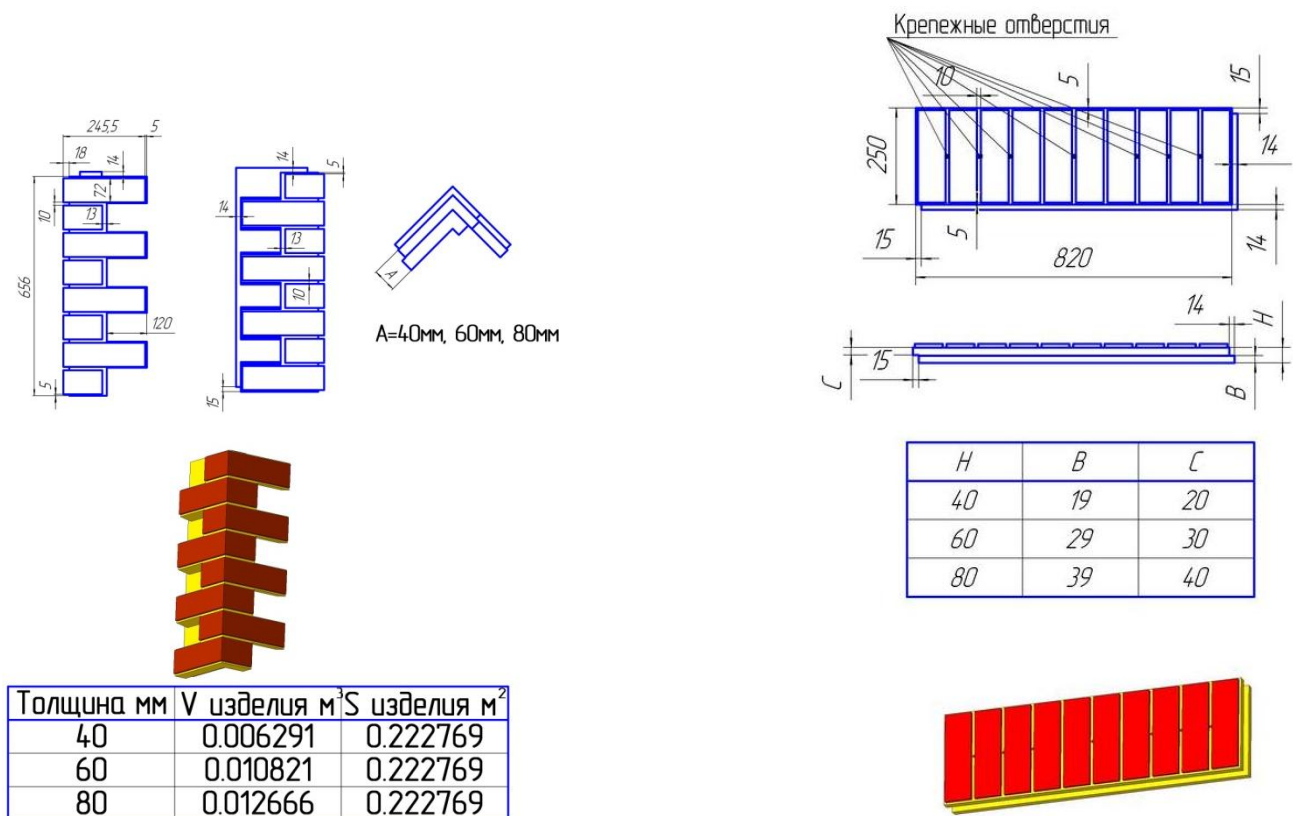 245,5
5
18
14
72
10
13
656
120
5
14
5
14
13
10
15
A
A=40мм, 60мм, 80мм
Толщина мм V изделия м³ S изделия м²
40 0.006291 0.222769
60 0.010821 0.222769
80 0.012666 0.222769
Крепежные отверстия
10
5
15
250
14
15
5
14
820
14
H
15
C
B
H B C
40 19 20
60 29 30
80 39 40